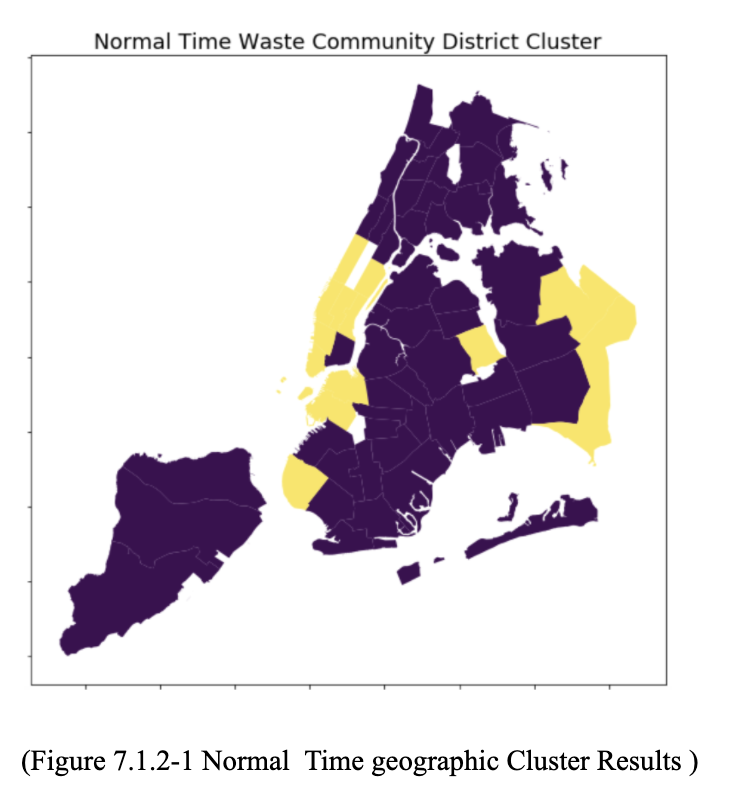 Normal Time Waste Community District Cluster
(Figure 7.1.2-1 Normal  Time geographic Cluster Results )